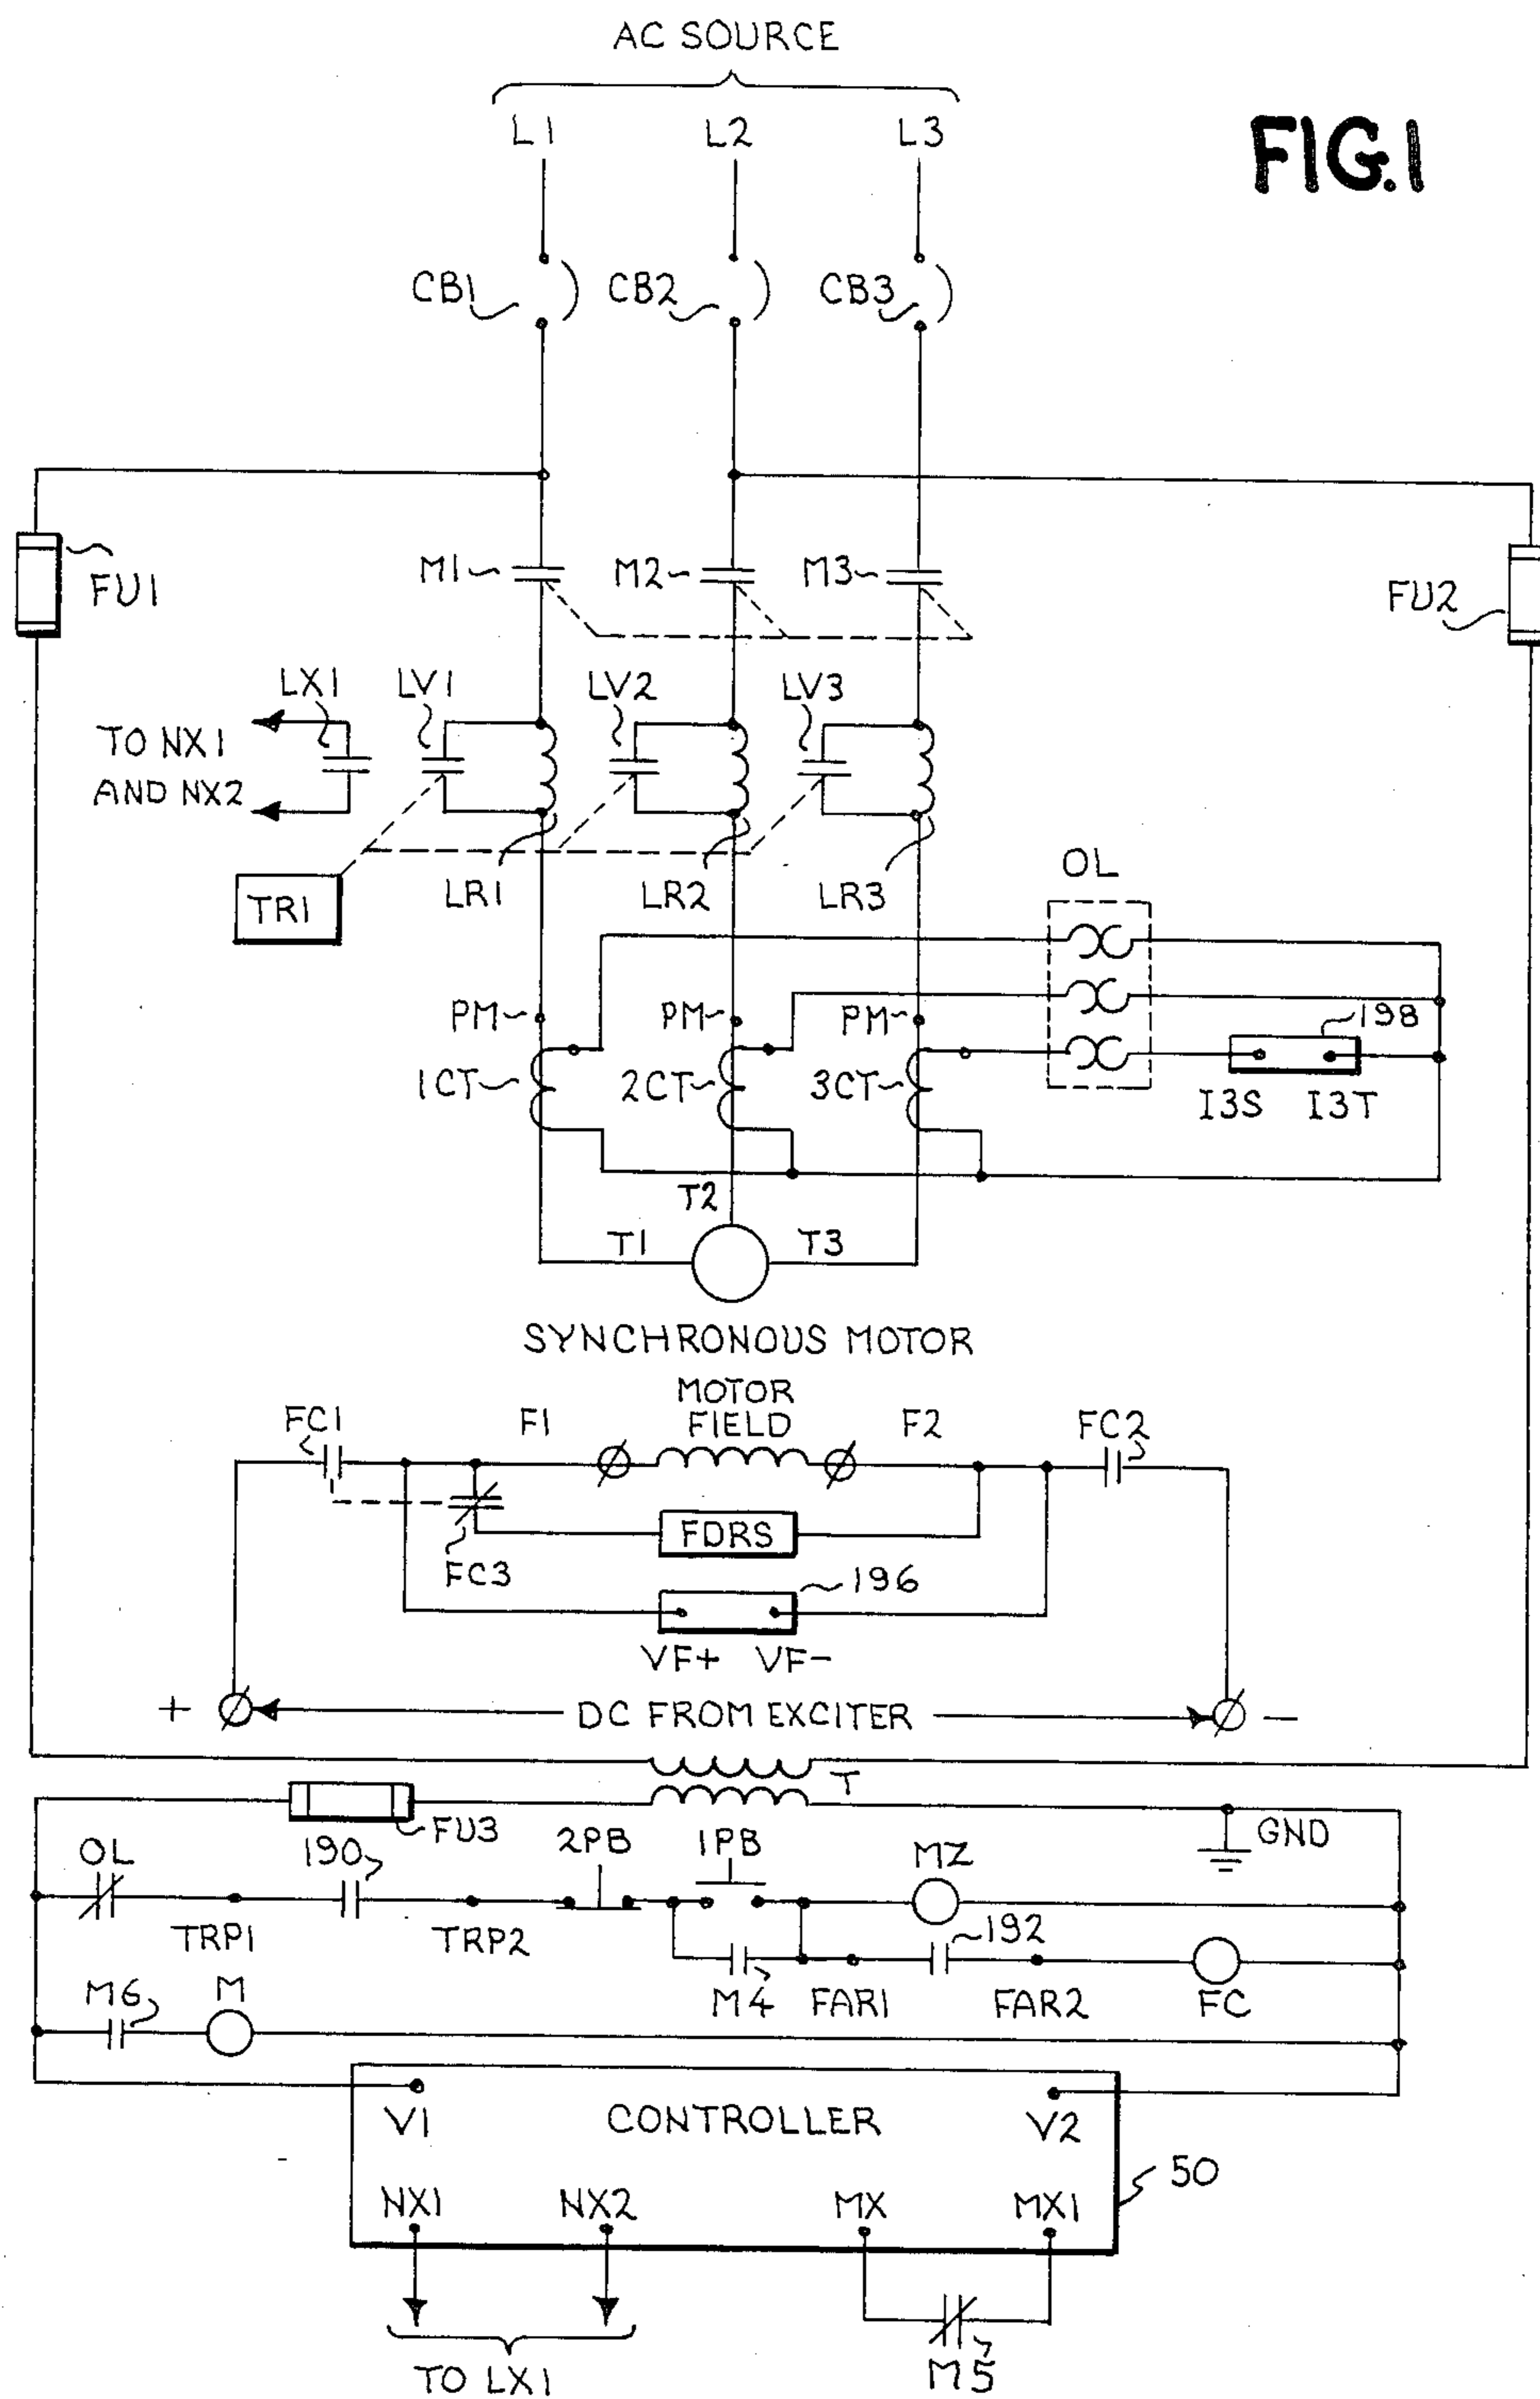 AC SOURCE
L1 L2 L3
FIG.1
CB1 CB2 CB3
M1 M2 M3
FU1
FU2
LX1 LV1 LV2 LV3
TO NX1
AND NX2
TR1
LR1 LR2 LR3
OL
PM PM PM
198
1CT 2CT 3CT
I3S I3T
T2
T1 T3
SYNCHRONOUS MOTOR
MOTOR
FIELD
FC1 F1 F2 FC2
FDRS
FC3
196
VF+ VF-
+ DC FROM EXCITER -
T
FU3
GND
OL 190 2PB 1PB MZ
TRP1 TRP2
192
M4 FAR1 FAR2 FC
M6 M
V1 CONTROLLER V2
50
NX1 NX2 MX MX1
TO LX1
M5